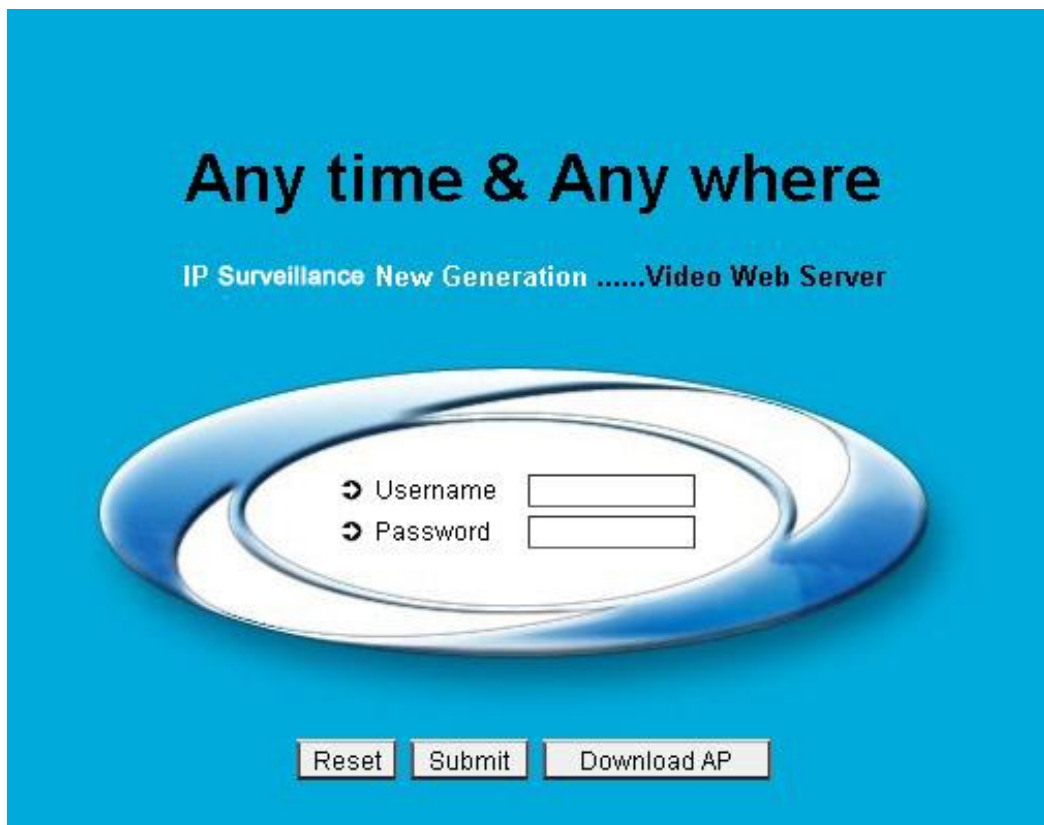 Any time & Any where
IP Surveillance New Generation ......Video Web Server
Username
Password
Reset Submit Download AP